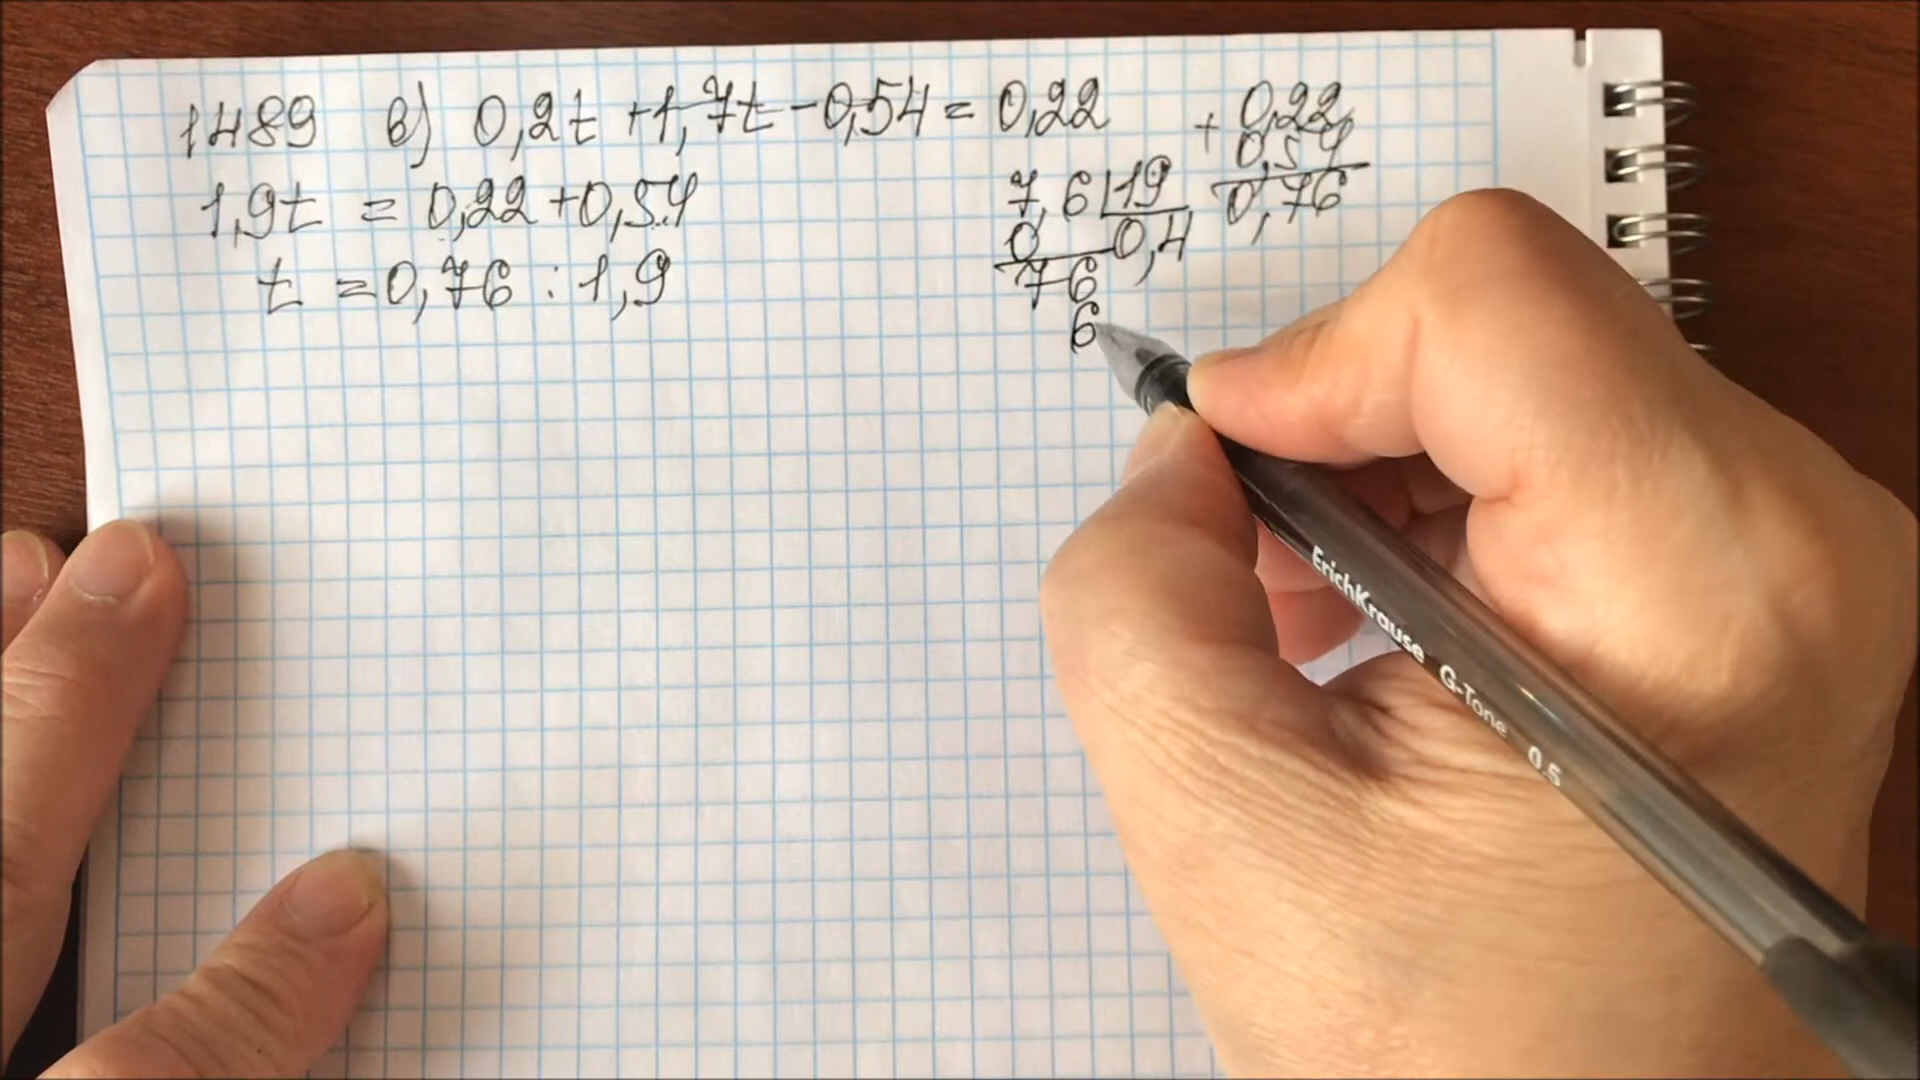 1489 в) 0,2t + 1,7t - 0,54 = 0,22
1,9t = 0,22 + 0,54
t = 0,76 : 1,9
+ 0,22
0,54
0,76
7,6 19
0 0,4
76
6
ErichKrause G-Tone 0.5